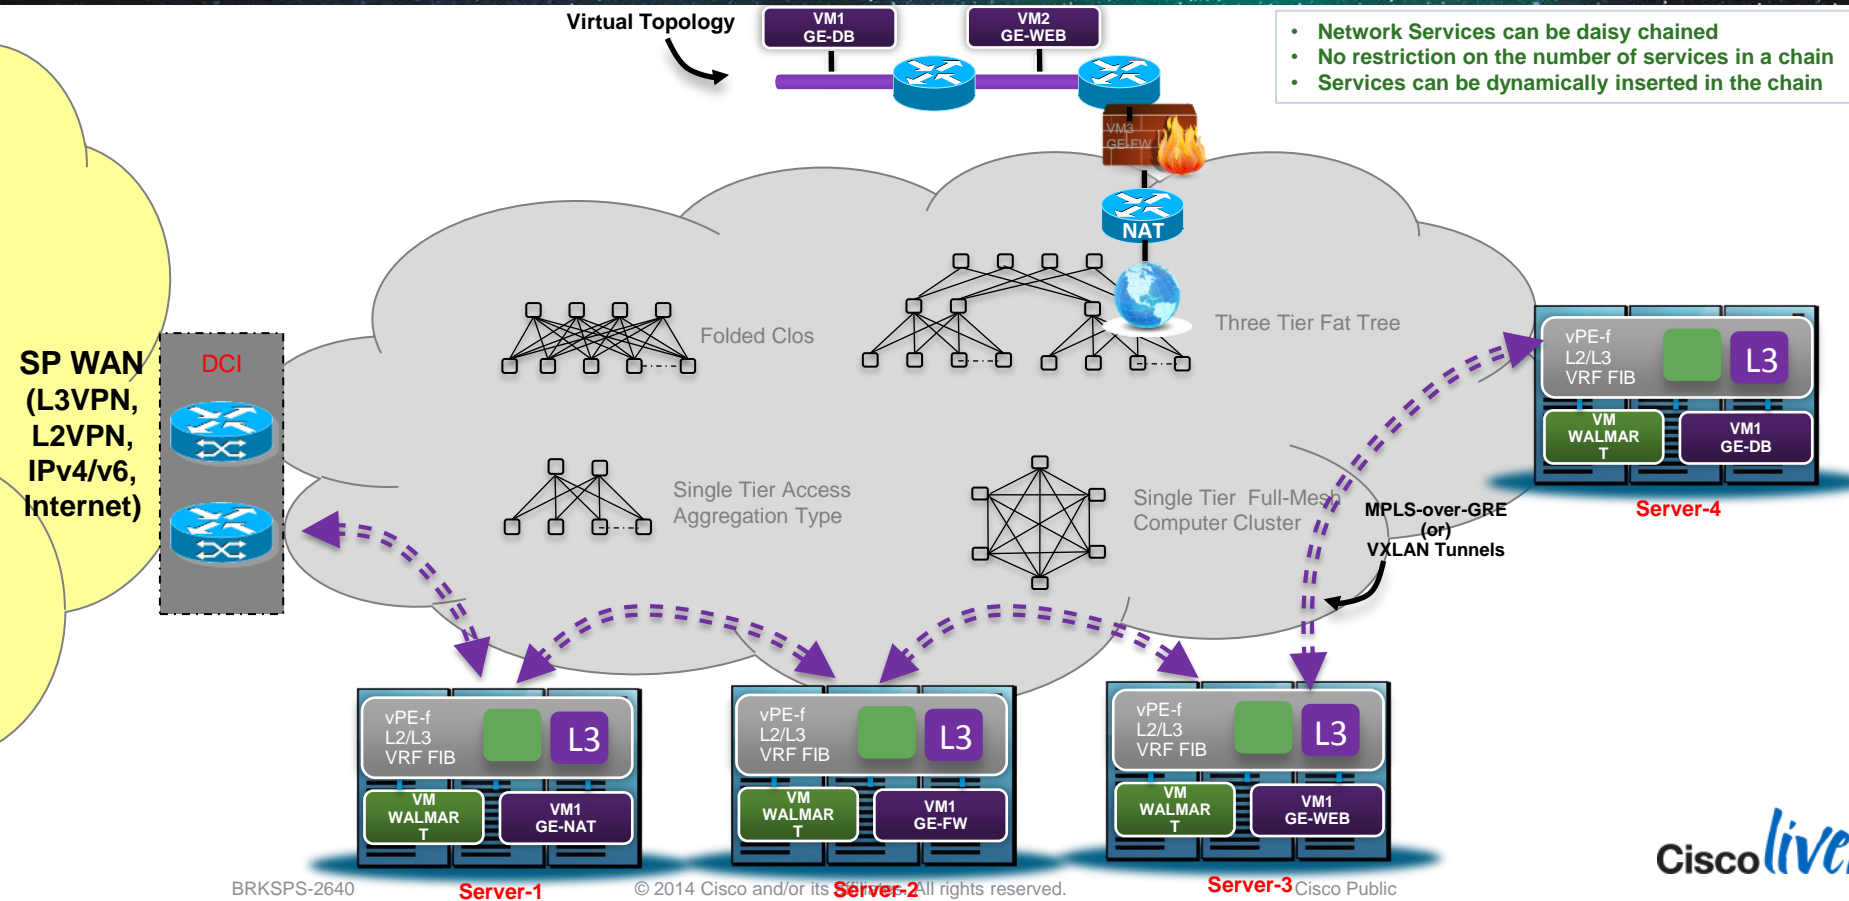 Virtual Topology
VM1
GE-DB
VM2
GE-WEB
• Network Services can be daisy chained
• No restriction on the number of services in a chain
• Services can be dynamically inserted in the chain
VM3
GE-FW
NAT
Folded Clos
Three Tier Fat Tree
SP WAN
(L3VPN,
L2VPN,
IPv4/v6,
Internet)
DCI
Single Tier Access
Aggregation Type
Single Tier Full-Mesh
Computer Cluster
MPLS-over-GRE
(or)
VXLAN Tunnels
vPE-f
L2/L3
VRF FIB
L3
VM
WALMAR
T
VM1
GE-DB
Server-4
vPE-f
L2/L3
VRF FIB
L3
VM
WALMAR
T
VM1
GE-NAT
Server-1
vPE-f
L2/L3
VRF FIB
L3
VM
WALMAR
T
VM1
GE-FW
Server-2
vPE-f
L2/L3
VRF FIB
L3
VM
WALMAR
T
VM1
GE-WEB
Server-3
BRKSPS-2640
© 2014 Cisco and/or its affiliates. All rights reserved.
Cisco Public
Cisco live!